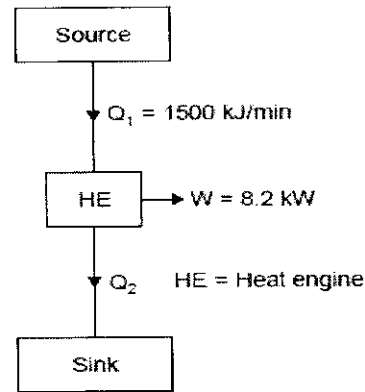 Source
Q₁ = 1500 kJ/min
HE
W = 8.2 kW
Q₂
HE = Heat engine
Sink